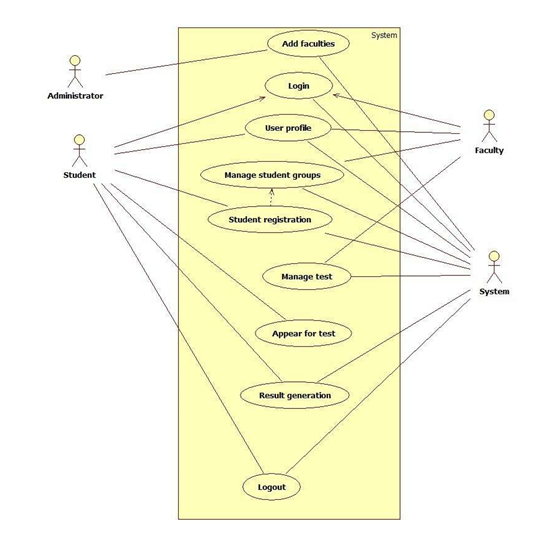 System
Add faculties
Administrator
Login
User profile
Faculty
Student
Manage student groups
Student registration
Manage test
System
Appear for test
Result generation
Logout